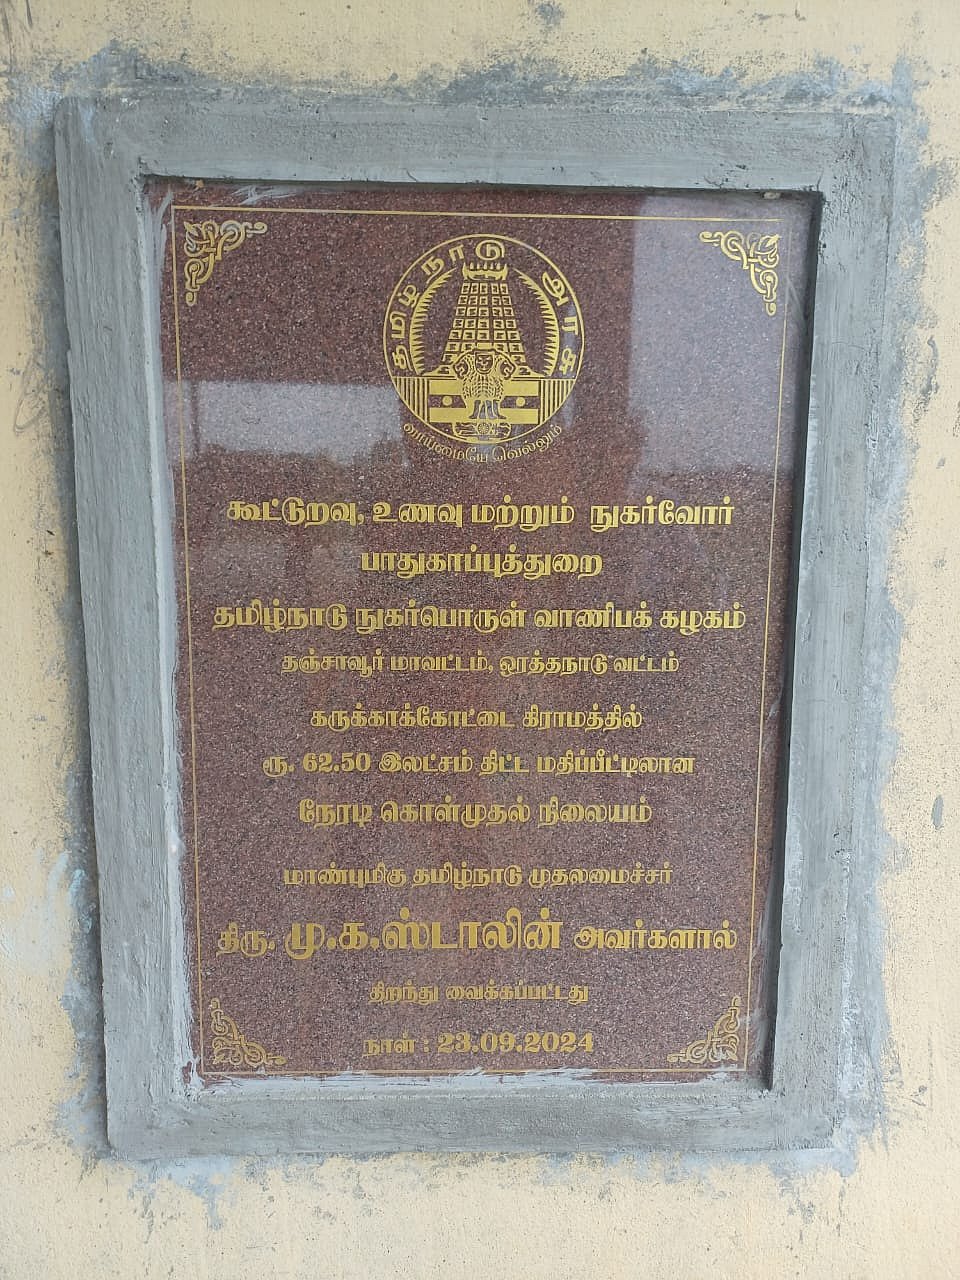 தமிழ்நாடு அரசு
வாய்மையே வெல்லும்
கூட்டுறவு, உணவு மற்றும் நுகர்வோர்
பாதுகாப்புத்துறை
தமிழ்நாடு நுகர்பொருள் வாணிபக் கழகம்
தஞ்சாவூர் மாவட்டம், ஒரத்தநாடு வட்டம்
கருக்காக்கோட்டை கிராமத்தில்
ரூ. 62.50 இலட்சம் திட்ட மதிப்பீட்டிலான
நேரடி கொள்முதல் நிலையம்
மாண்புமிகு தமிழ்நாடு முதலமைச்சர்
திரு. மு.க.ஸ்டாலின் அவர்களால்
திறந்து வைக்கப்பட்டது
நாள் : 23.09.2024